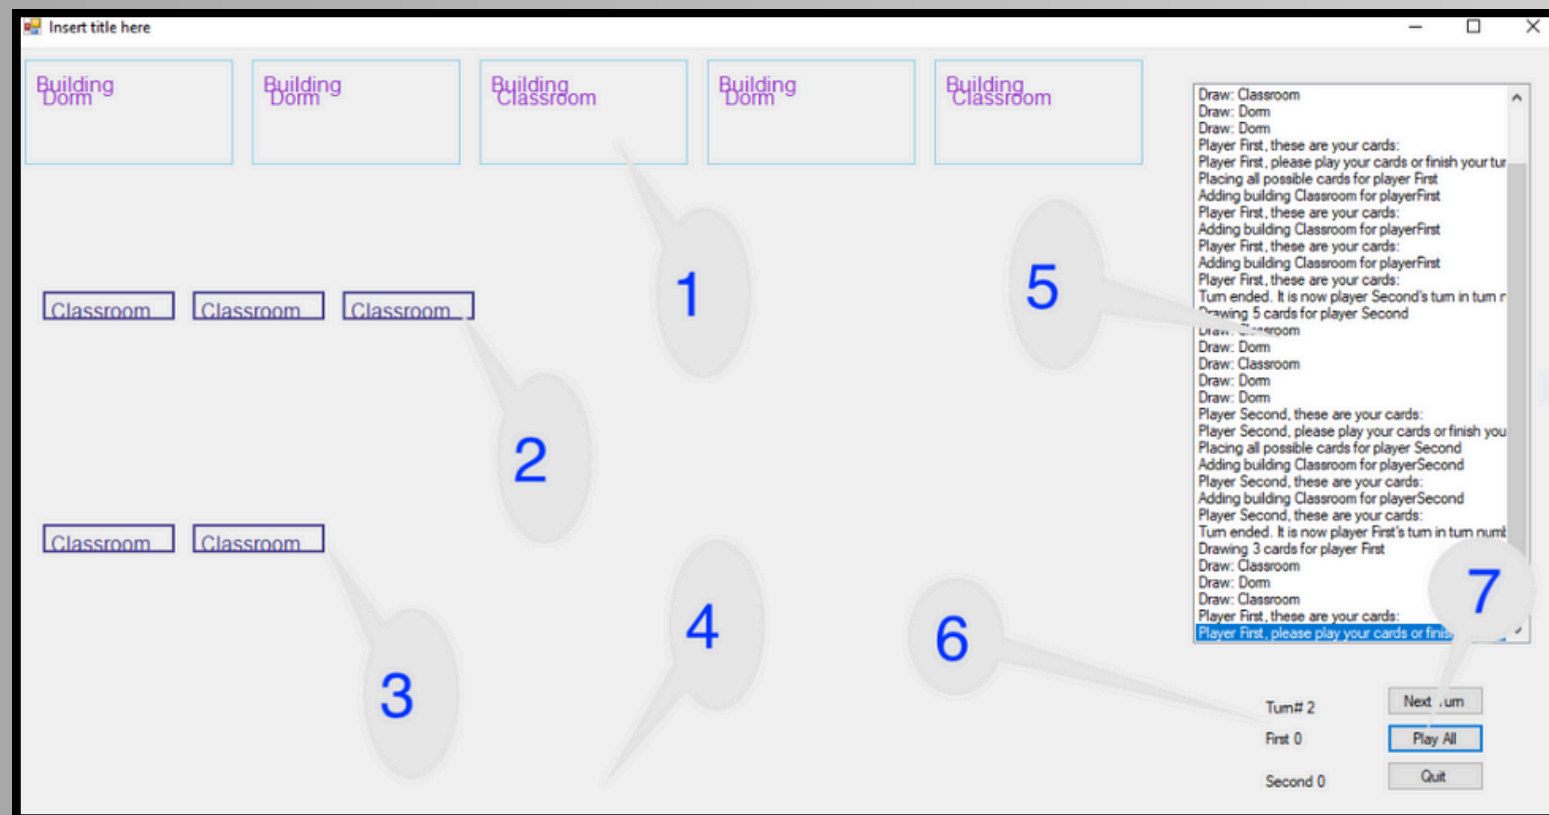 Insert title here
Building
Dorm
Building
Dorm
Building
Classroom
Building
Dorm
Building
Classroom
1
Classroom
Classroom
Classroom
2
Classroom
Classroom
3
4
5
Draw: Classroom
Draw: Dorm
Draw: Dorm
Player First, these are your cards:
Player First, please play your cards or finish your tur
Placing all possible cards for player First
Adding building Classroom for playerFirst
Player First, these are your cards:
Adding building Classroom for playerFirst
Player First, these are your cards:
Adding building Classroom for playerFirst
Player First, these are your cards:
Turn ended. It is now player Second's turn in turn r
Drawing 5 cards for player Second
Draw: Classroom
Draw: Dorm
Draw: Classroom
Draw: Dorm
Draw: Dorm
Player Second, these are your cards:
Player Second, please play your cards or finish you
Placing all possible cards for player Second
Adding building Classroom for playerSecond
Player Second, these are your cards:
Adding building Classroom for playerSecond
Player Second, these are your cards:
Turn ended. It is now player First's turn in turn numb
Drawing 3 cards for player First
Draw: Classroom
Draw: Dorm
Draw: Classroom
Player First, these are your cards:
Player First, please play your cards or finis
6
7
Turn# 2
Next Turn
First 0
Play All
Second 0
Quit